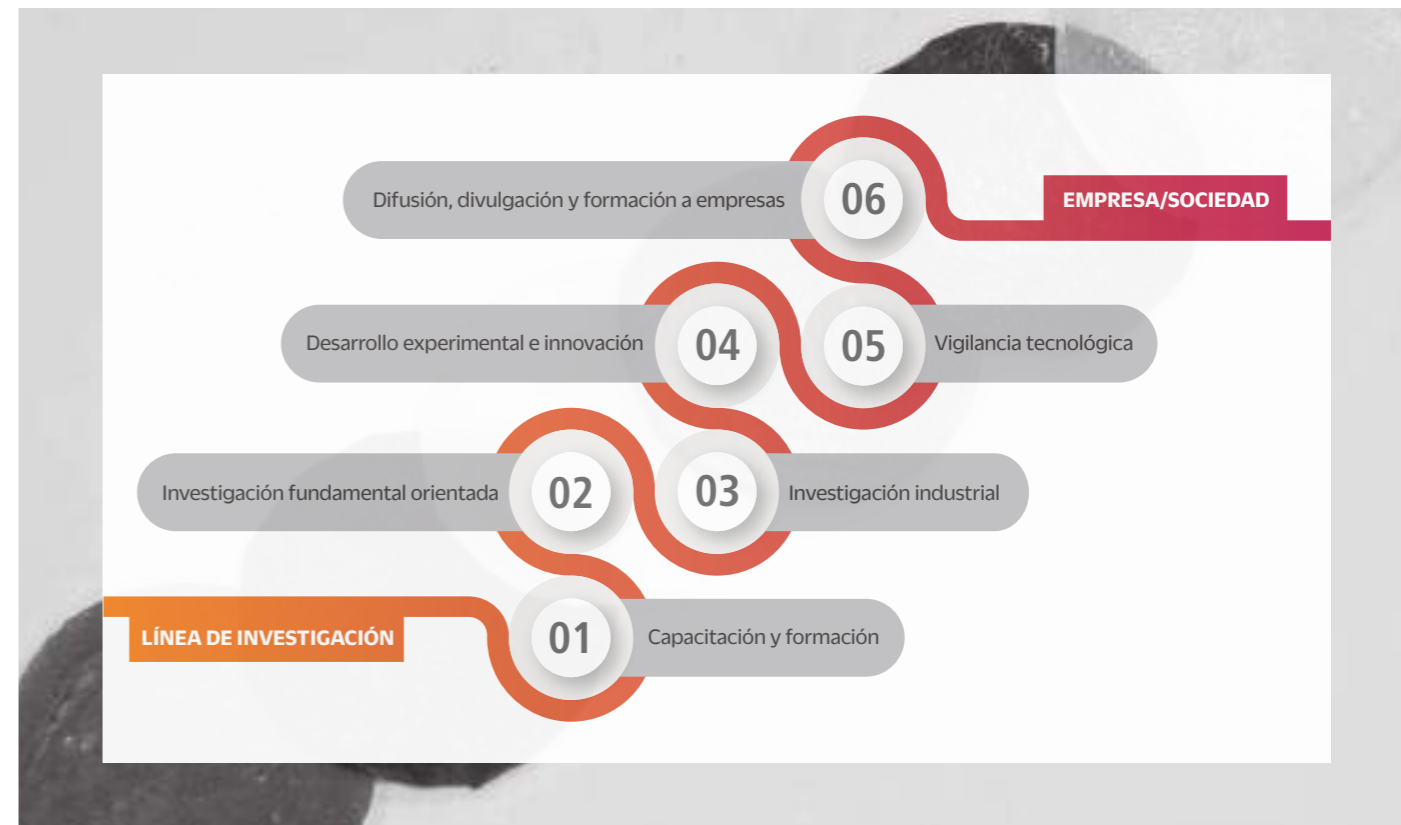 Difusión, divulgación y formación a empresas
06
EMPRESA/SOCIEDAD
Desarrollo experimental e innovación
04
05
Vigilancia tecnológica
Investigación fundamental orientada
02
03
Investigación industrial
LÍNEA DE INVESTIGACIÓN
01
Capacitación y formación